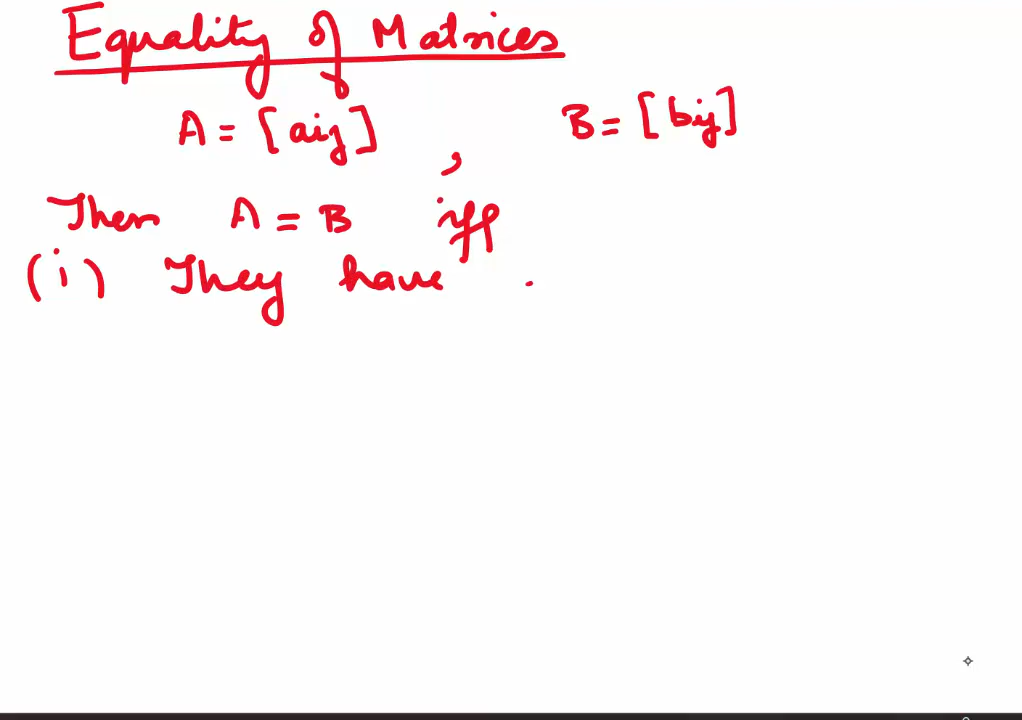 Equality of Matrices
A = [aij] , B = [bij]
Then A = B iff
(i) They have .